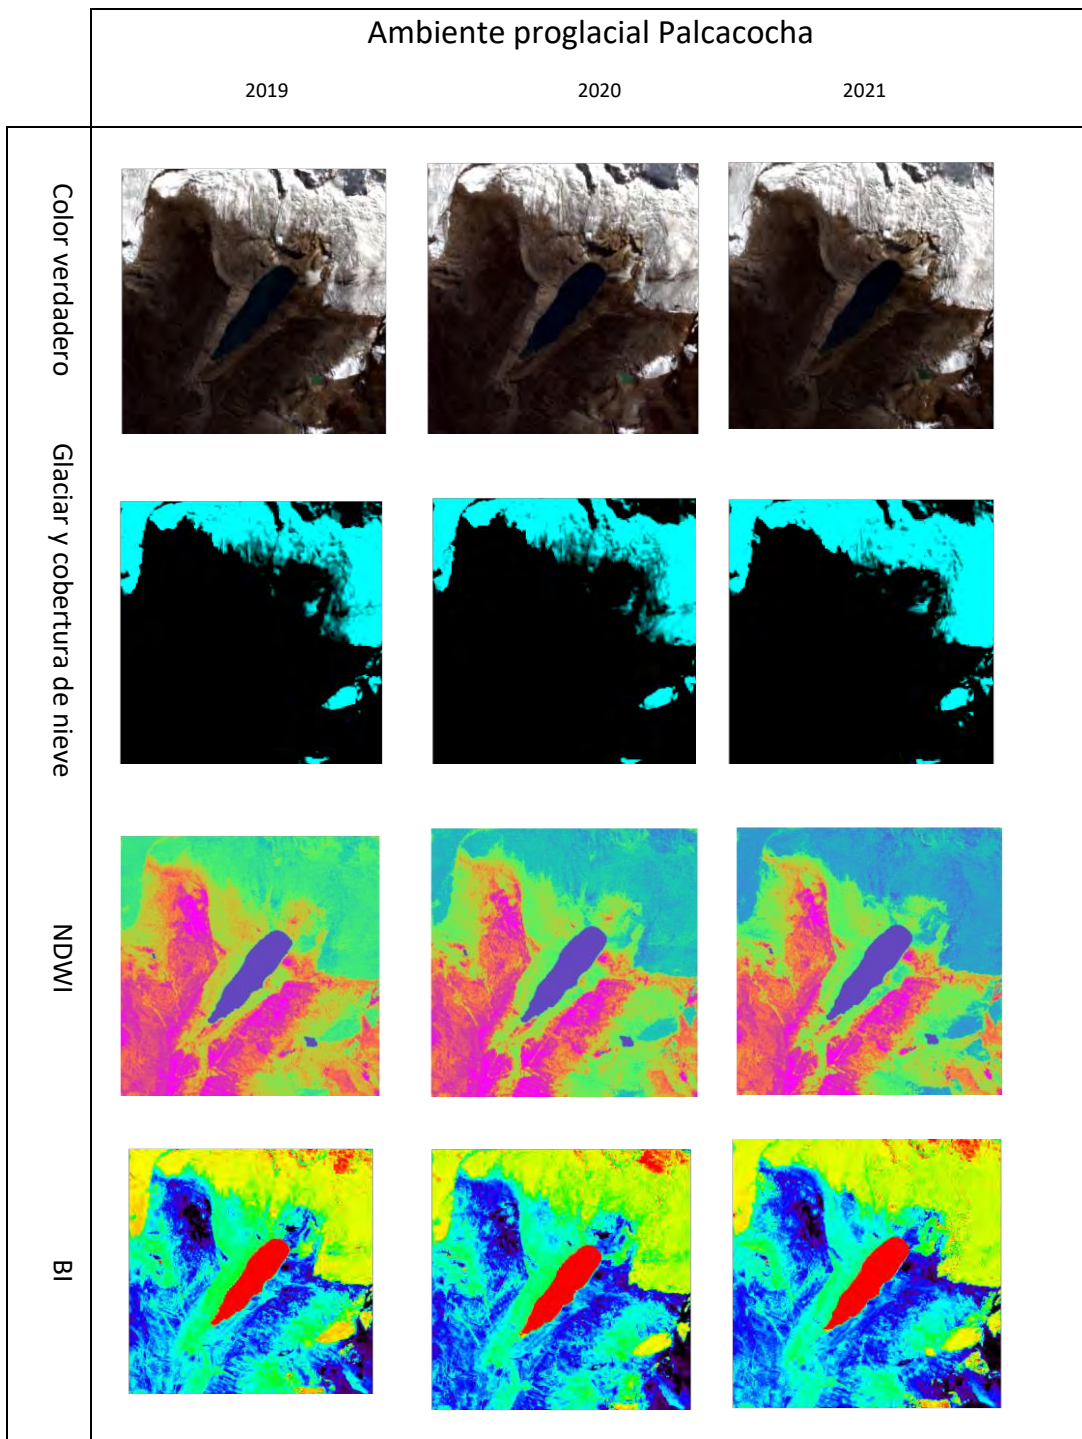 Ambiente proglacial Palcacocha
2019 2020 2021
Color verdadero
Glaciar y cobertura de nieve
NDWI
BI